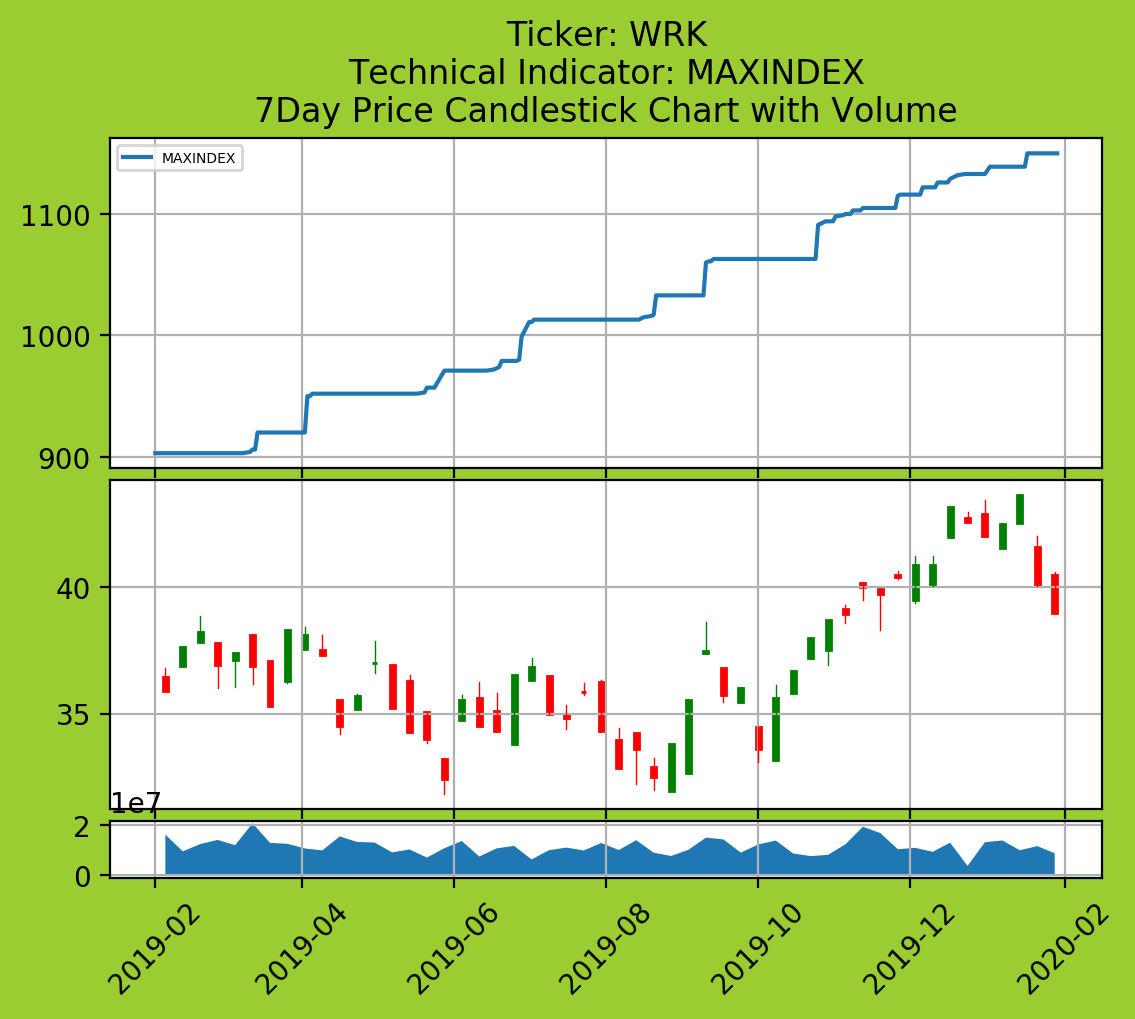 Ticker: WRK
Technical Indicator: MAXINDEX
7Day Price Candlestick Chart with Volume
MAXINDEX
1100
1000
900
40
35
1e7
2
0
2019-02
2019-04
2019-06
2019-08
2019-10
2019-12
2020-02